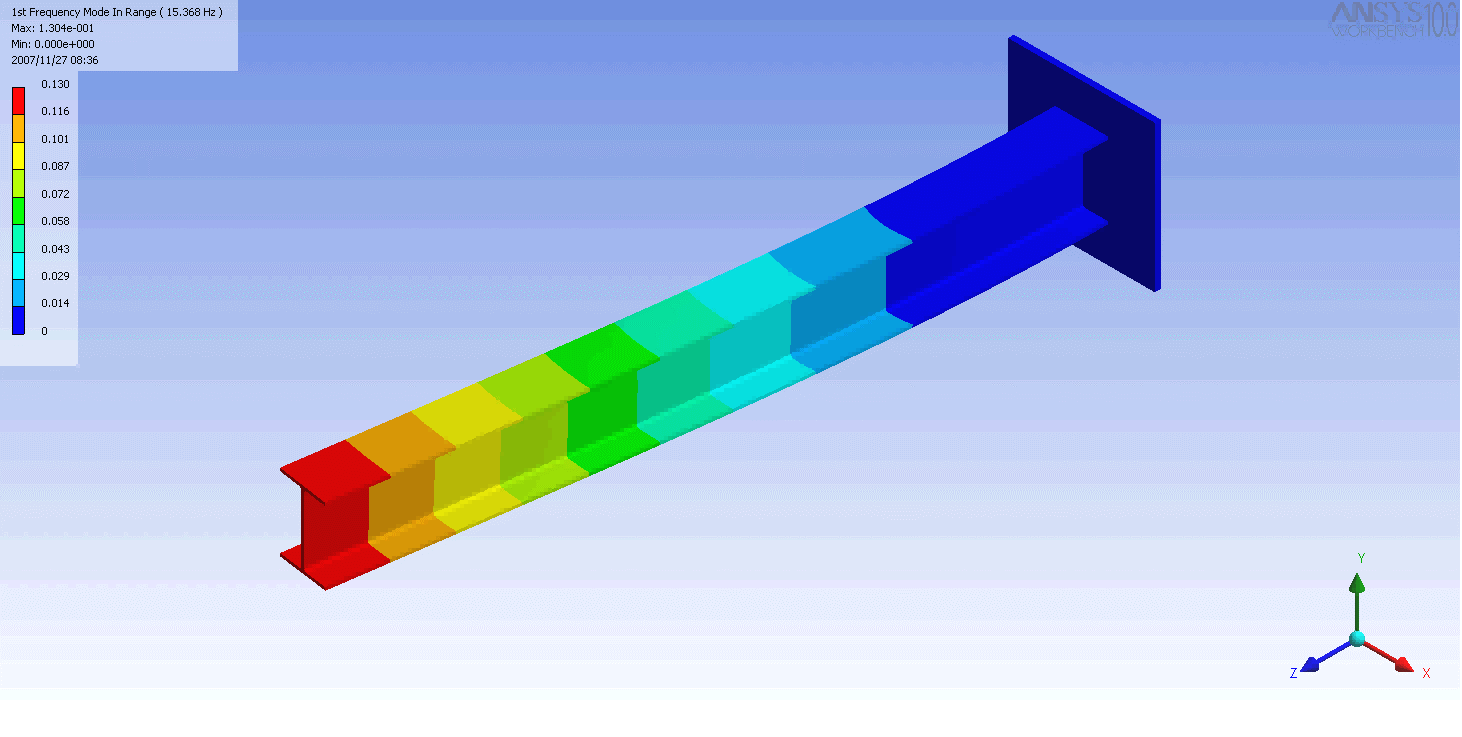 1st Frequency Mode In Range ( 15.368 Hz )
Max: 1.304e-001
Min: 0.000e+000
2007/11/27 08:36
0.130
0.116
0.101
0.087
0.072
0.058
0.043
0.029
0.014
0
ANSYS 10.0
WORKBENCH
Y
Z
X